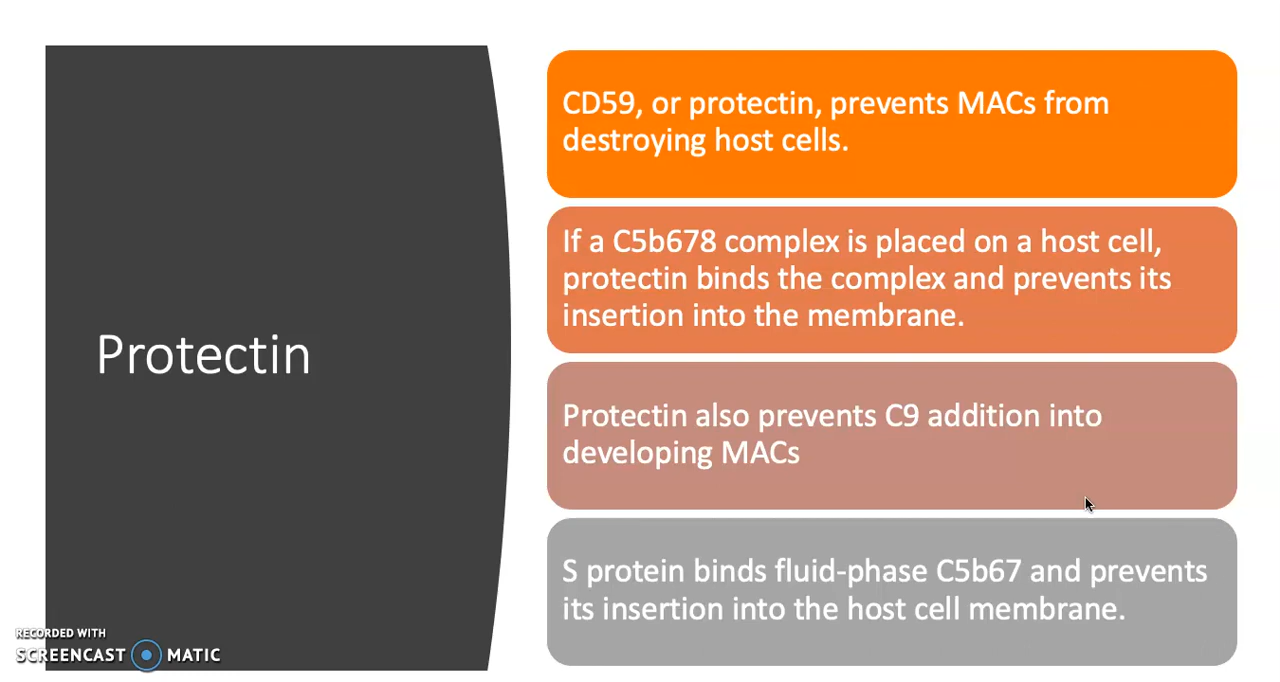 Protectin
CD59, or protectin, prevents MACs from
destroying host cells.
If a C5b678 complex is placed on a host cell,
protectin binds the complex and prevents its
insertion into the membrane.
Protectin also prevents C9 addition into
developing MACs
S protein binds fluid-phase C5b67 and prevents
its insertion into the host cell membrane.
RECORDED WITH
SCREENCAST MATIC